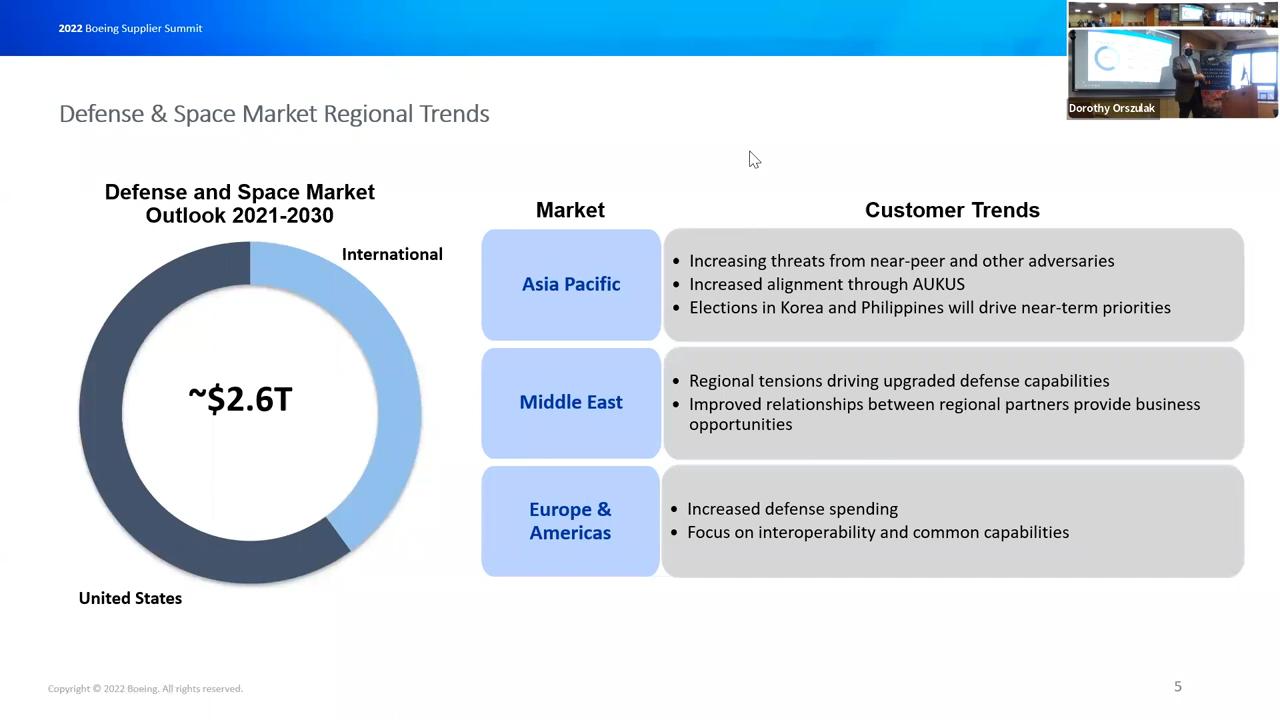 2022 Boeing Supplier Summit
Dorothy Orszulak
Defense & Space Market Regional Trends
Defense and Space Market
Outlook 2021-2030
International
~$2.6T
United States
Market
Customer Trends
Asia Pacific
• Increasing threats from near-peer and other adversaries
• Increased alignment through AUKUS
• Elections in Korea and Philippines will drive near-term priorities
Middle East
• Regional tensions driving upgraded defense capabilities
• Improved relationships between regional partners provide business
opportunities
Europe &
Americas
• Increased defense spending
• Focus on interoperability and common capabilities
Copyright © 2022 Boeing. All rights reserved.
5